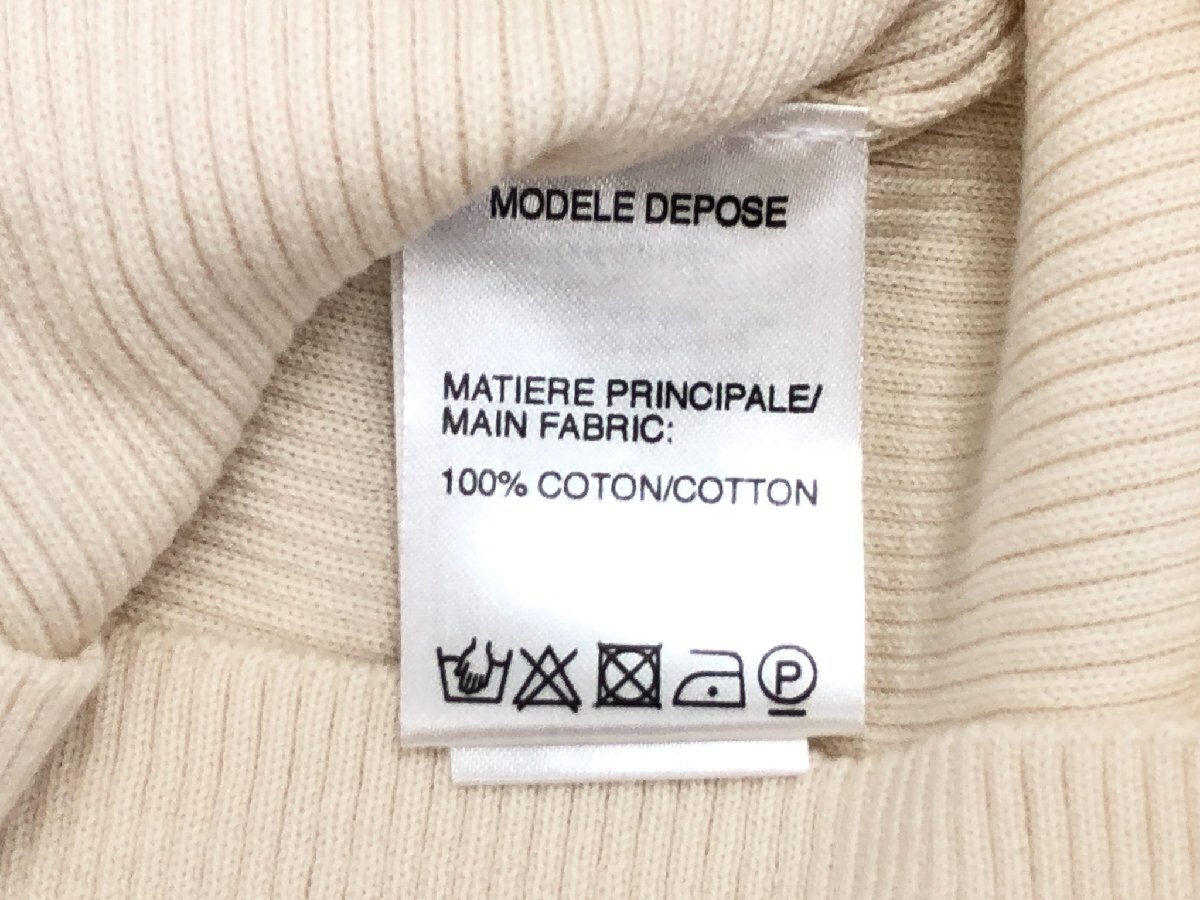 MODELE DEPOSE
MATIERE PRINCIPALE/
MAIN FABRIC:
100% COTON/COTTON
P